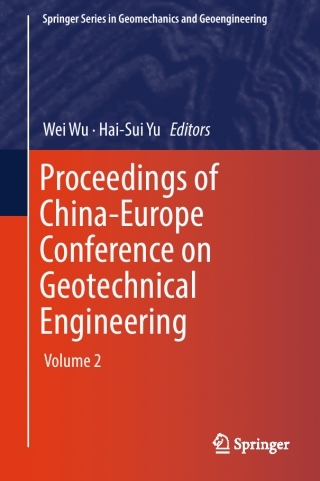 Springer Series in Geomechanics and Geoengineering
Wei Wu · Hai-Sui Yu Editors
Proceedings of
China-Europe
Conference on
Geotechnical
Engineering
Volume 2
Springer